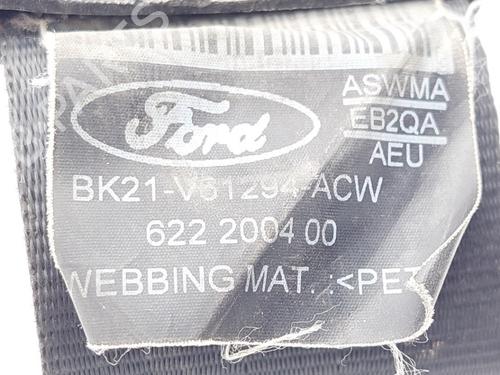 Ford
ASWMA
EB2QA
AEU
BK21-V61294-ACW
622 2004 00
WEBBING MAT. :<PET